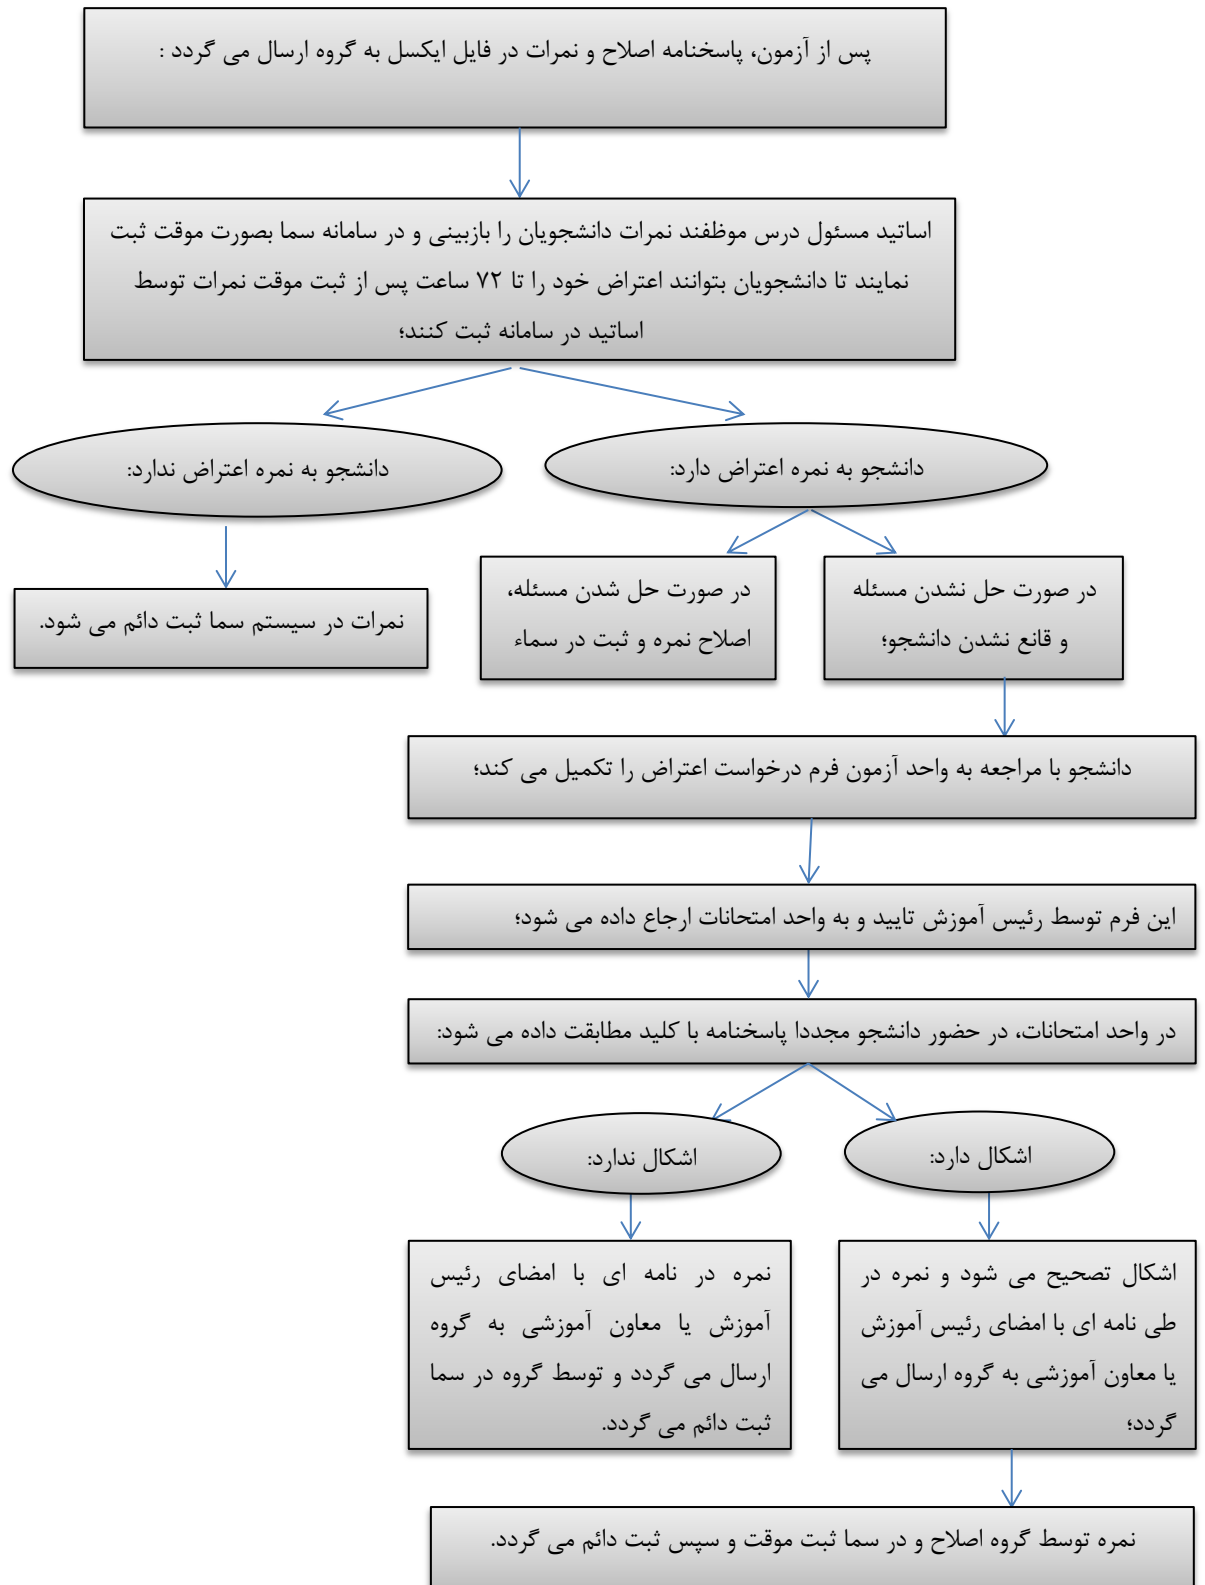 پس از آزمون، پاسخنامه اصلاح و نمرات در فایل ایکسل به گروه ارسال می گردد :
اساتید مسئول درس موظفند نمرات دانشجویان را بازبینی و در سامانه سما بصورت موقت ثبت
نمایند تا دانشجویان بتوانند اعتراض خود را تا ۷۲ ساعت پس از ثبت موقت نمرات توسط
اساتید در سامانه ثبت کنند؛
دانشجو به نمره اعتراض دارد:
دانشجو به نمره اعتراض ندارد:
در صورت حل نشدن مسئله
و قانع نشدن دانشجو؛
در صورت حل شدن مسئله،
اصلاح نمره و ثبت در سماء
نمرات در سیستم سما ثبت دائم می شود.
دانشجو با مراجعه به واحد آزمون فرم درخواست اعتراض را تکمیل می کند؛
این فرم توسط رئیس آموزش تایید و به واحد امتحانات ارجاع داده می شود؛
در واحد امتحانات، در حضور دانشجو مجددا پاسخنامه با کلید مطابقت داده می شود:
اشکال دارد:
اشکال ندارد:
اشکال تصحیح می شود و نمره در
طی نامه ای با امضای رئیس آموزش
یا معاون آموزشی به گروه ارسال می
گردد؛
نمره در نامه ای با امضای رئیس
آموزش یا معاون آموزشی به گروه
ارسال می گردد و توسط گروه در سما
ثبت دائم می گردد.
نمره توسط گروه اصلاح و در سما ثبت موقت و سپس ثبت دائم می گردد.